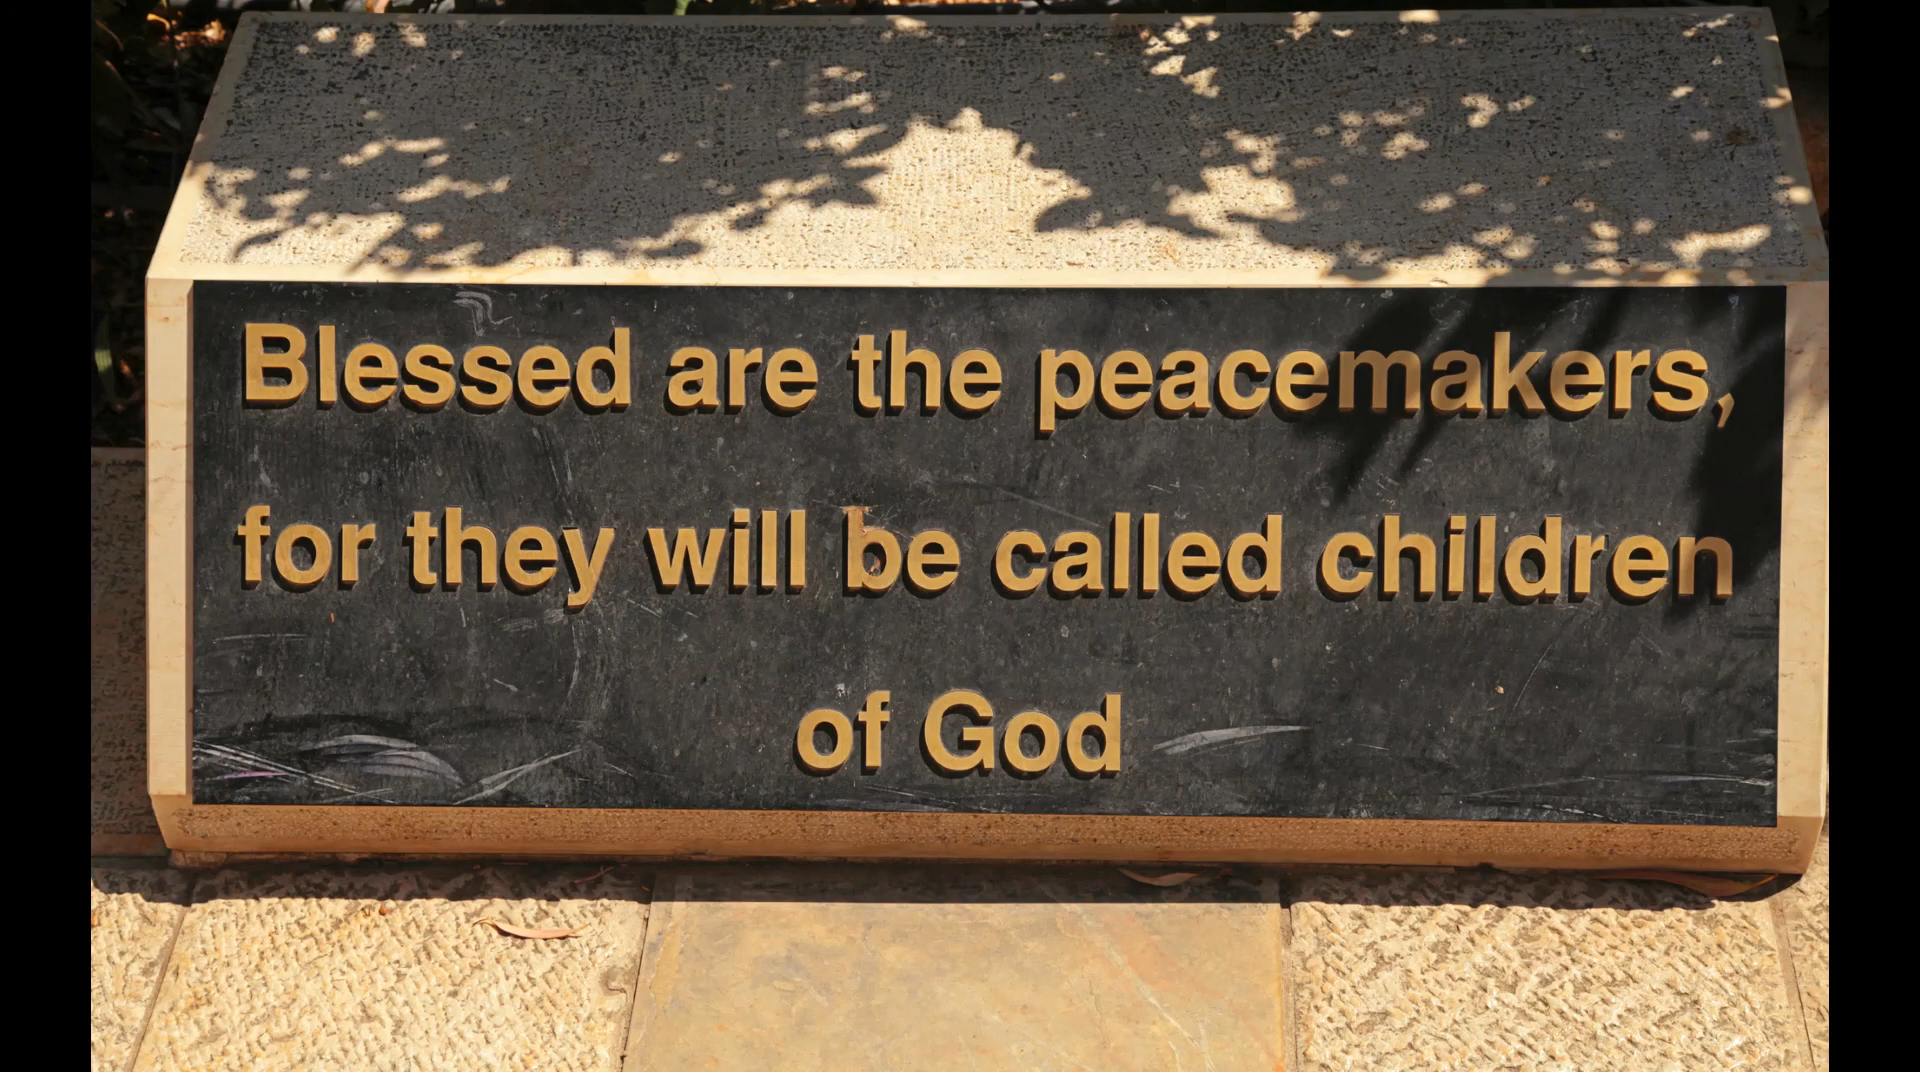 Blessed are the peacemakers,
for they will be called children
of God